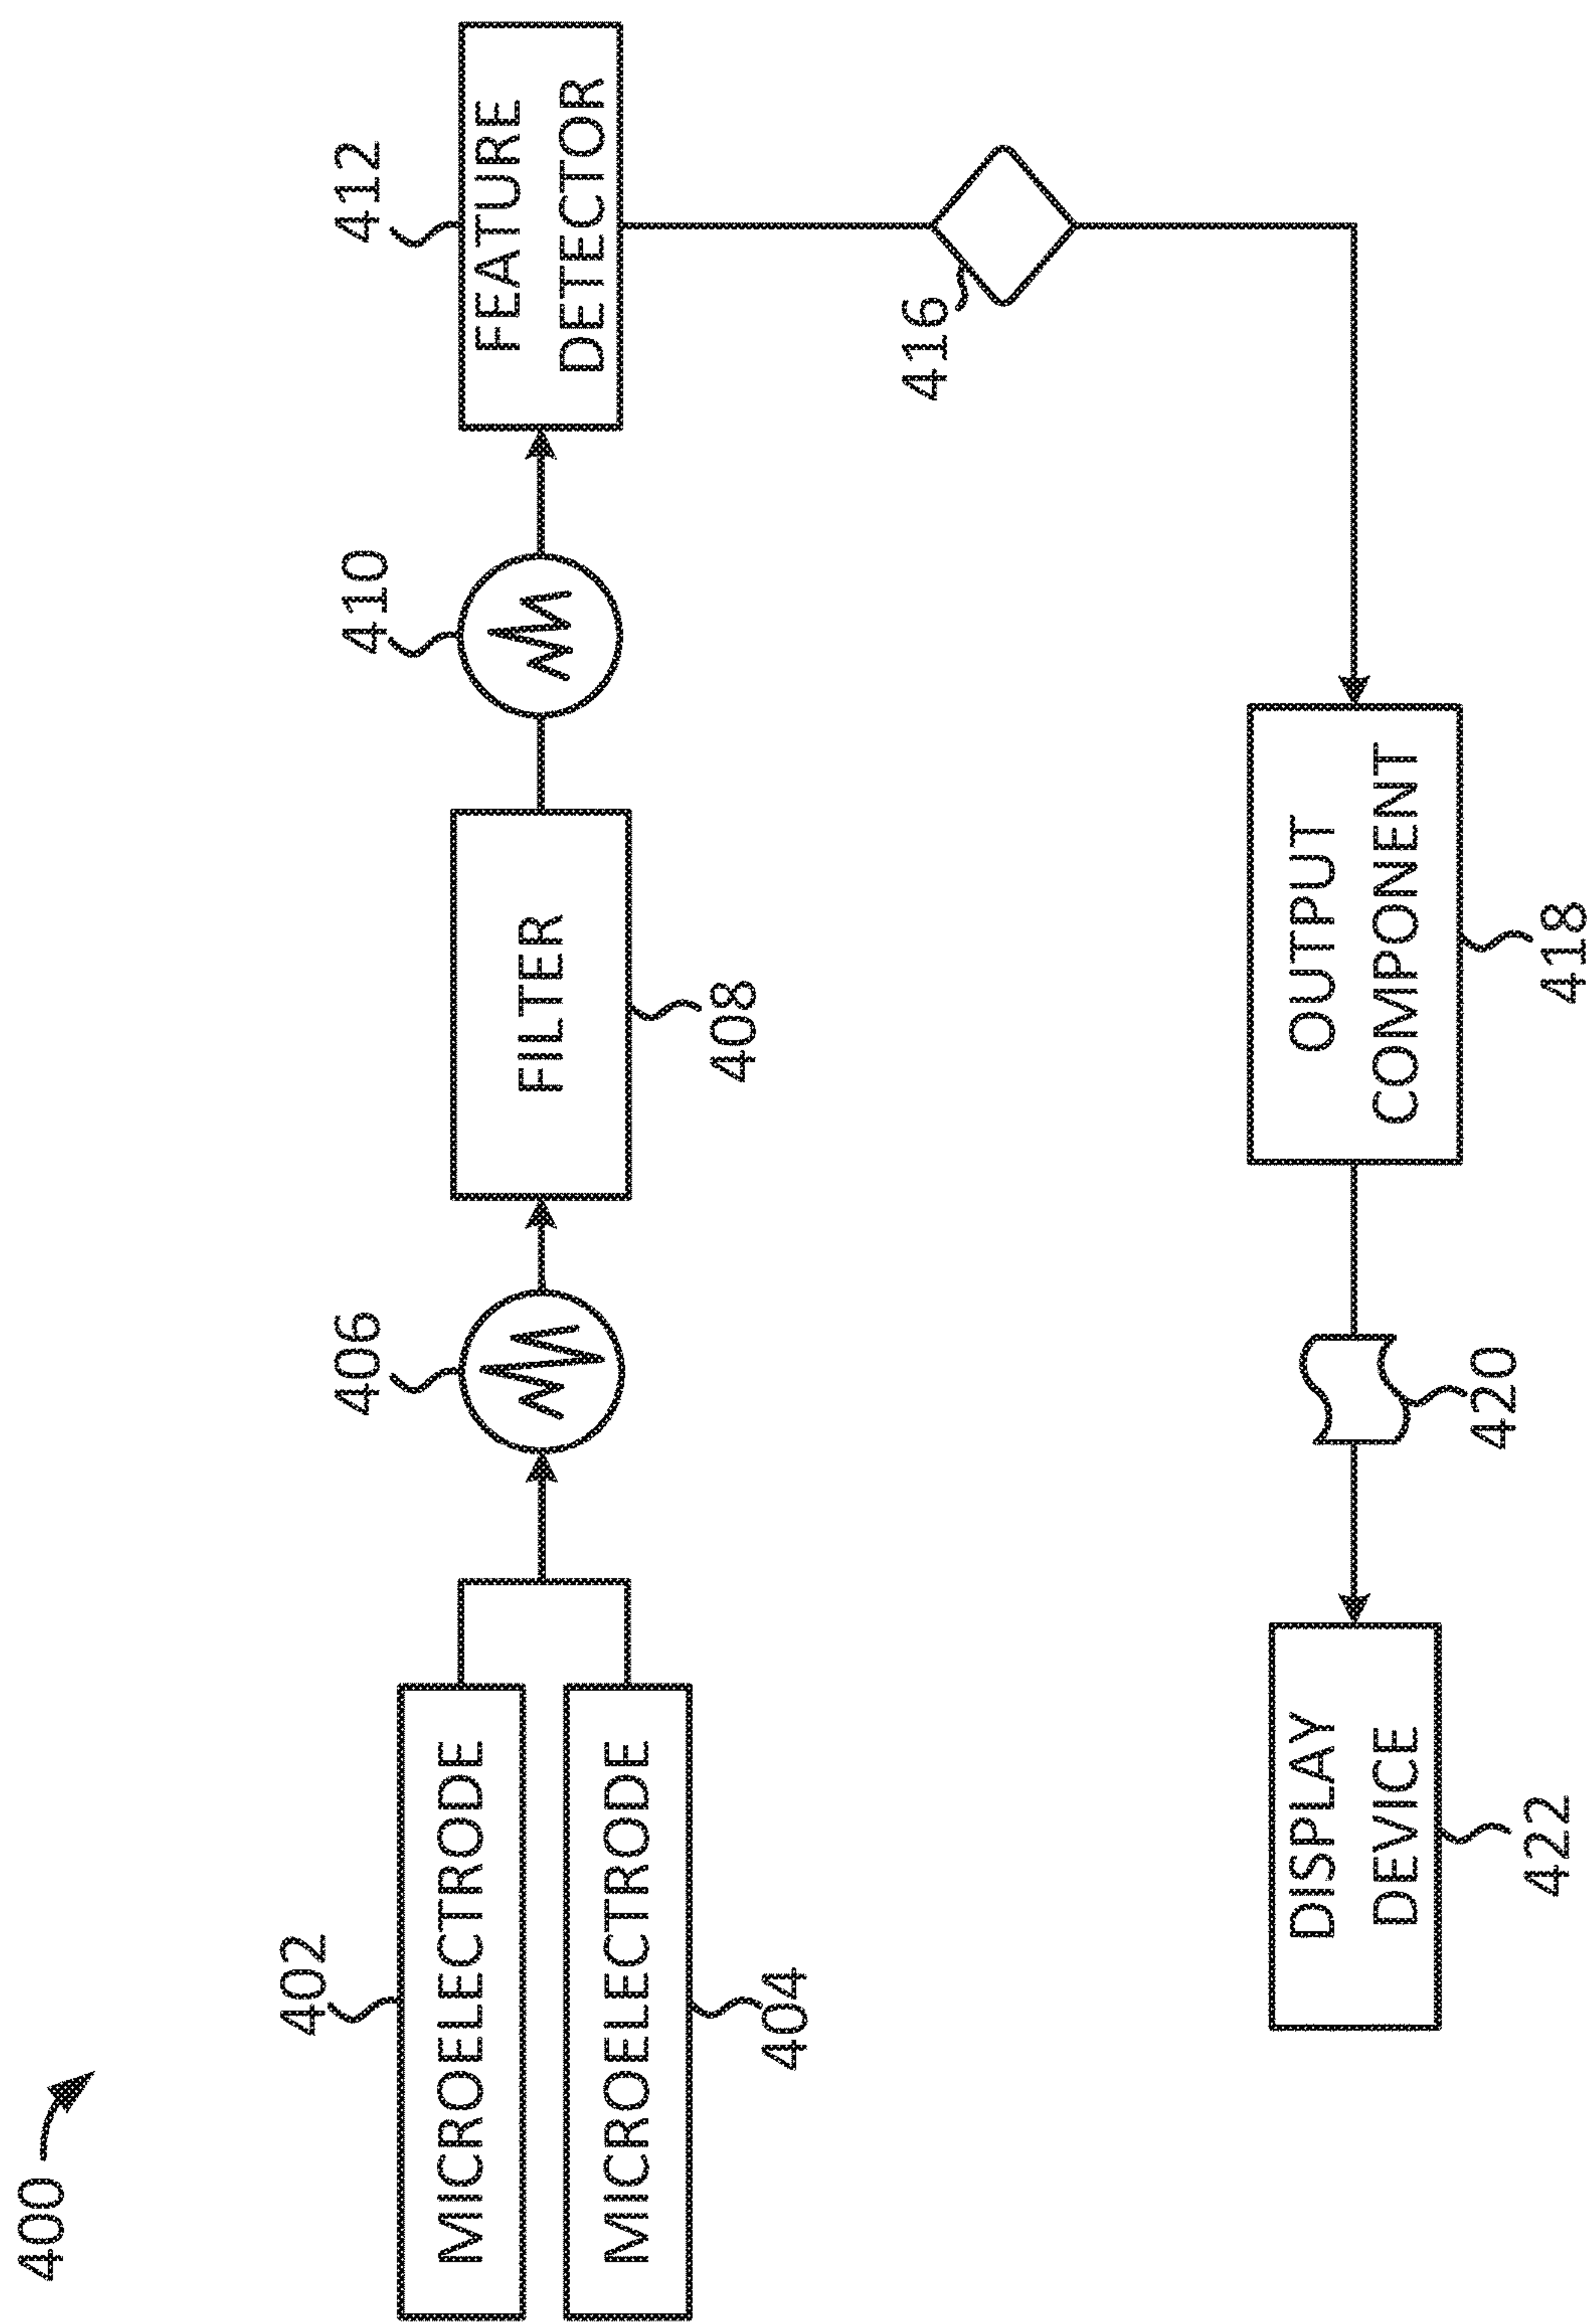 400
402
MICROELECTRODE
MICROELECTRODE
404
406
FILTER
408
410
412
FEATURE
DETECTOR
416
OUTPUT
COMPONENT
418
420
DISPLAY
DEVICE
422